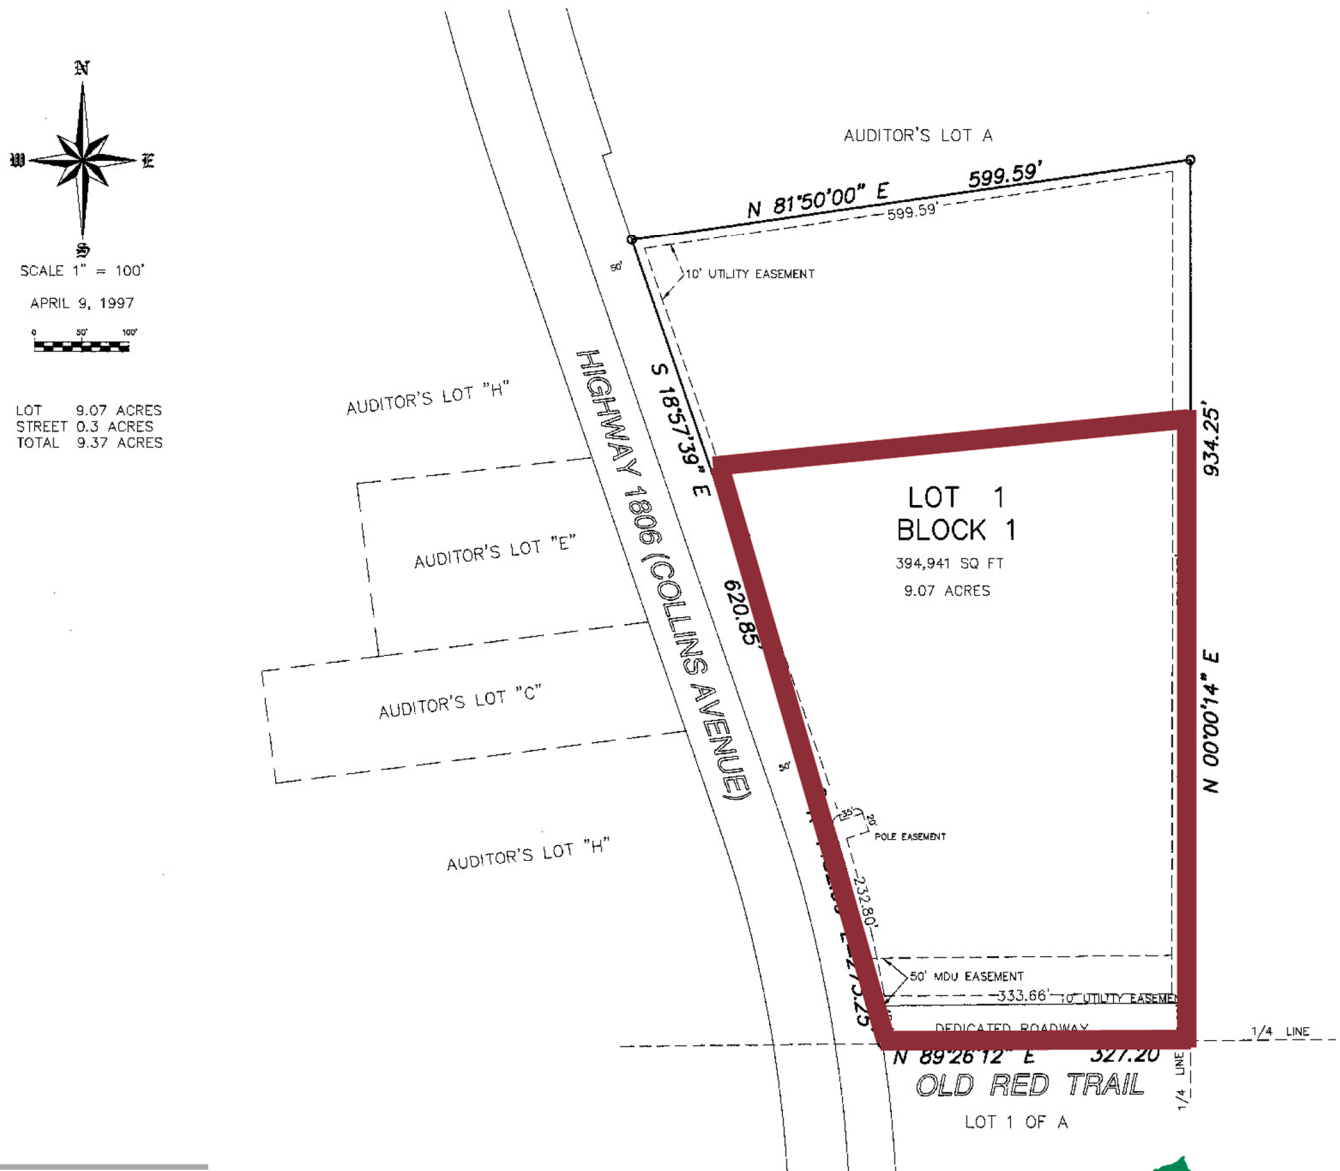 N
W E
S
SCALE 1" = 100'
APRIL 9, 1997
0 50' 100'
LOT 9.07 ACRES
STREET 0.3 ACRES
TOTAL 9.37 ACRES
AUDITOR'S LOT A
N 81°50'00" E 599.59'
599.59'
50'
10' UTILITY EASEMENT
S 18°57'39" E
620.85'
HIGHWAY 1806 (COLLINS AVENUE)
AUDITOR'S LOT "H"
AUDITOR'S LOT "E"
AUDITOR'S LOT "C"
AUDITOR'S LOT "H"
LOT 1
BLOCK 1
394,941 SQ FT
9.07 ACRES
934.25'
N 00°00'14" E
50'
35' 20'
POLE EASEMENT
232.80'
50' MDU EASEMENT
333.66' 10' UTILITY EASEMEN
DEDICATED ROADWAY
N 89°26'12" E 327.20
OLD RED TRAIL
LOT 1 OF A
1/4 LINE
1/4 LINE